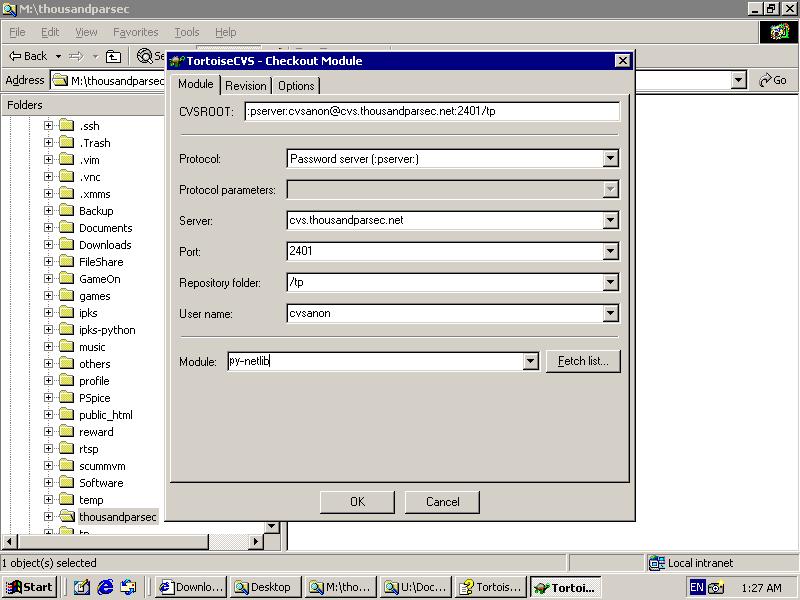 M:\thousandparsec
File Edit View Favorites Tools Help
Back
Address M:\thousandparsec Go
Folders
.ssh
.Trash
.vim
.vnc
.xmms
Backup
Documents
Downloads
FileShare
GameOn
games
ipks
ipks-python
music
others
profile
PSpice
public_html
reward
rtsp
scummvm
Software
temp
thousandparsec
TortoiseCVS - Checkout Module
Module Revision Options
CVSROOT: :pserver:cvsanon@cvs.thousandparsec.net:2401/tp
Protocol: Password server (:pserver:)
Protocol parameters:
Server: cvs.thousandparsec.net
Port: 2401
Repository folder: /tp
User name: cvsanon
Module: py-netlib Fetch list...
OK Cancel
1 object(s) selected Local intranet
Start Downlo... Desktop M:\tho... U:\Doc... Tortois... Tortoi... EN 1:27 AM